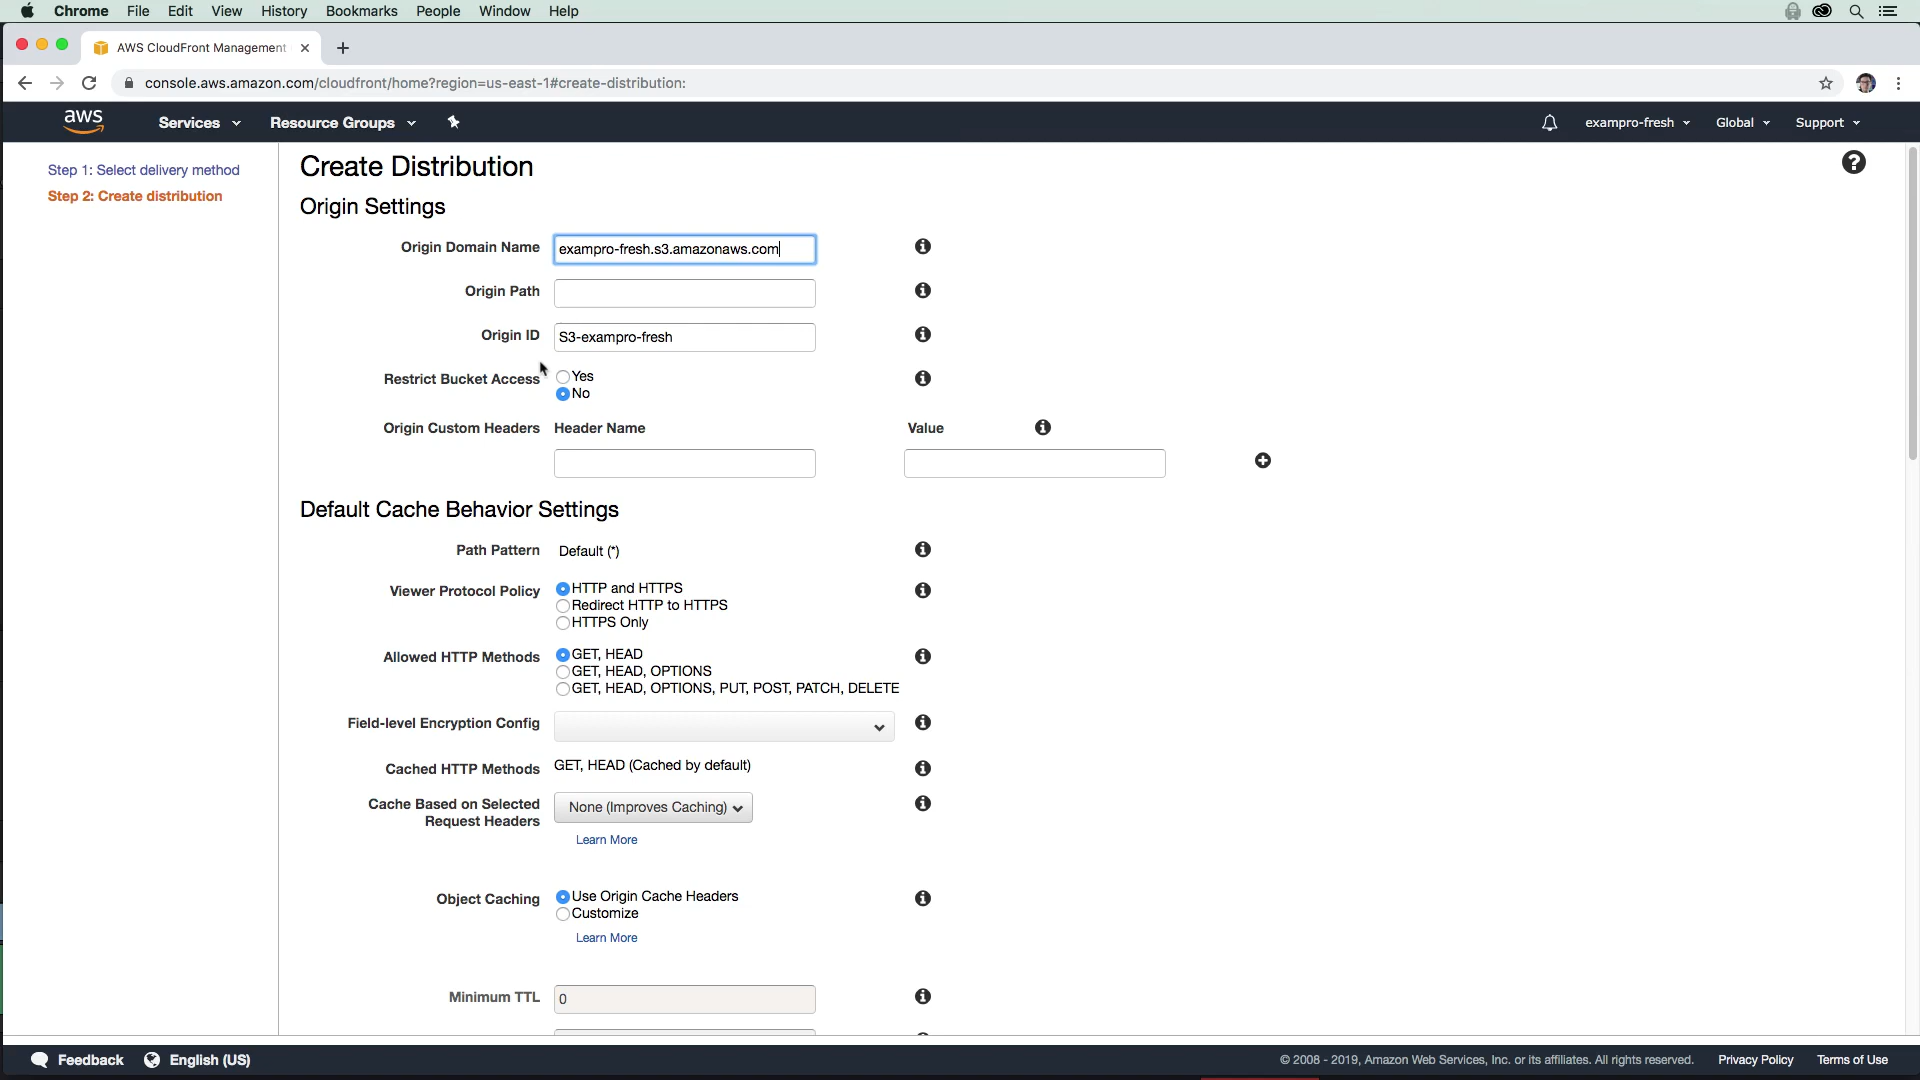 Chrome File Edit View History Bookmarks People Window Help
AWS CloudFront Management
console.aws.amazon.com/cloudfront/home?region=us-east-1#create-distribution:
aws Services Resource Groups exampro-fresh Global Support
Step 1: Select delivery method
Step 2: Create distribution
Create Distribution
Origin Settings
Origin Domain Name exampro-fresh.s3.amazonaws.com
Origin Path
Origin ID S3-exampro-fresh
Restrict Bucket Access Yes
No
Origin Custom Headers Header Name Value
Default Cache Behavior Settings
Path Pattern Default (*)
Viewer Protocol Policy HTTP and HTTPS
Redirect HTTP to HTTPS
HTTPS Only
Allowed HTTP Methods GET, HEAD
GET, HEAD, OPTIONS
GET, HEAD, OPTIONS, PUT, POST, PATCH, DELETE
Field-level Encryption Config
Cached HTTP Methods GET, HEAD (Cached by default)
Cache Based on Selected Request Headers None (Improves Caching)
Learn More
Object Caching Use Origin Cache Headers
Customize
Learn More
Minimum TTL 0
Feedback English (US) © 2008 - 2019, Amazon Web Services, Inc. or its affiliates. All rights reserved. Privacy Policy Terms of Use